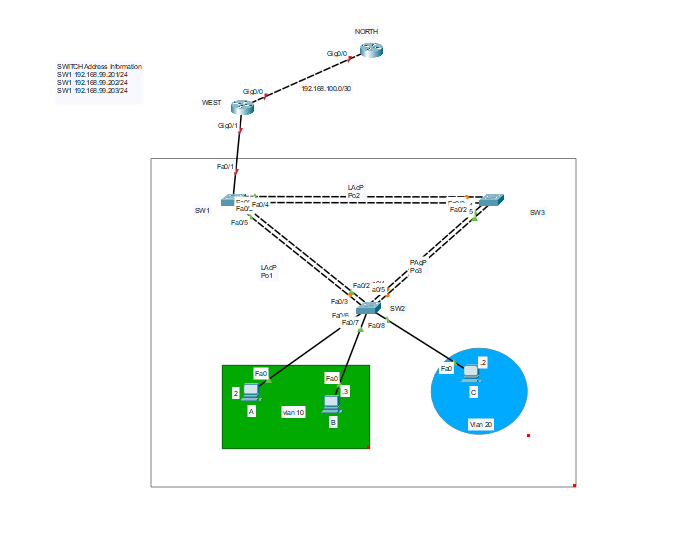 NORTH
Gig0/0
SWITCH Address Information
SW1 192.168.99.201/24
SW2 192.168.99.202/24
SW1 192.168.99.203/24
Gig0/0
192.168.100.0/30
WEST
Gig0/1
Fa0/1
LAcP
Po2
Fa0/4
Fa0/2
5
SW1
SW3
Fa0/5
LAcP
Po1
PAgP
Po3
Fa0/2
a0/5
Fa0/3
SW2
Fa0/7
Fa0/8
Fa0
.2
Fa0
Fa0
2
.3
C
A
vlan 10
B
Vlan 20